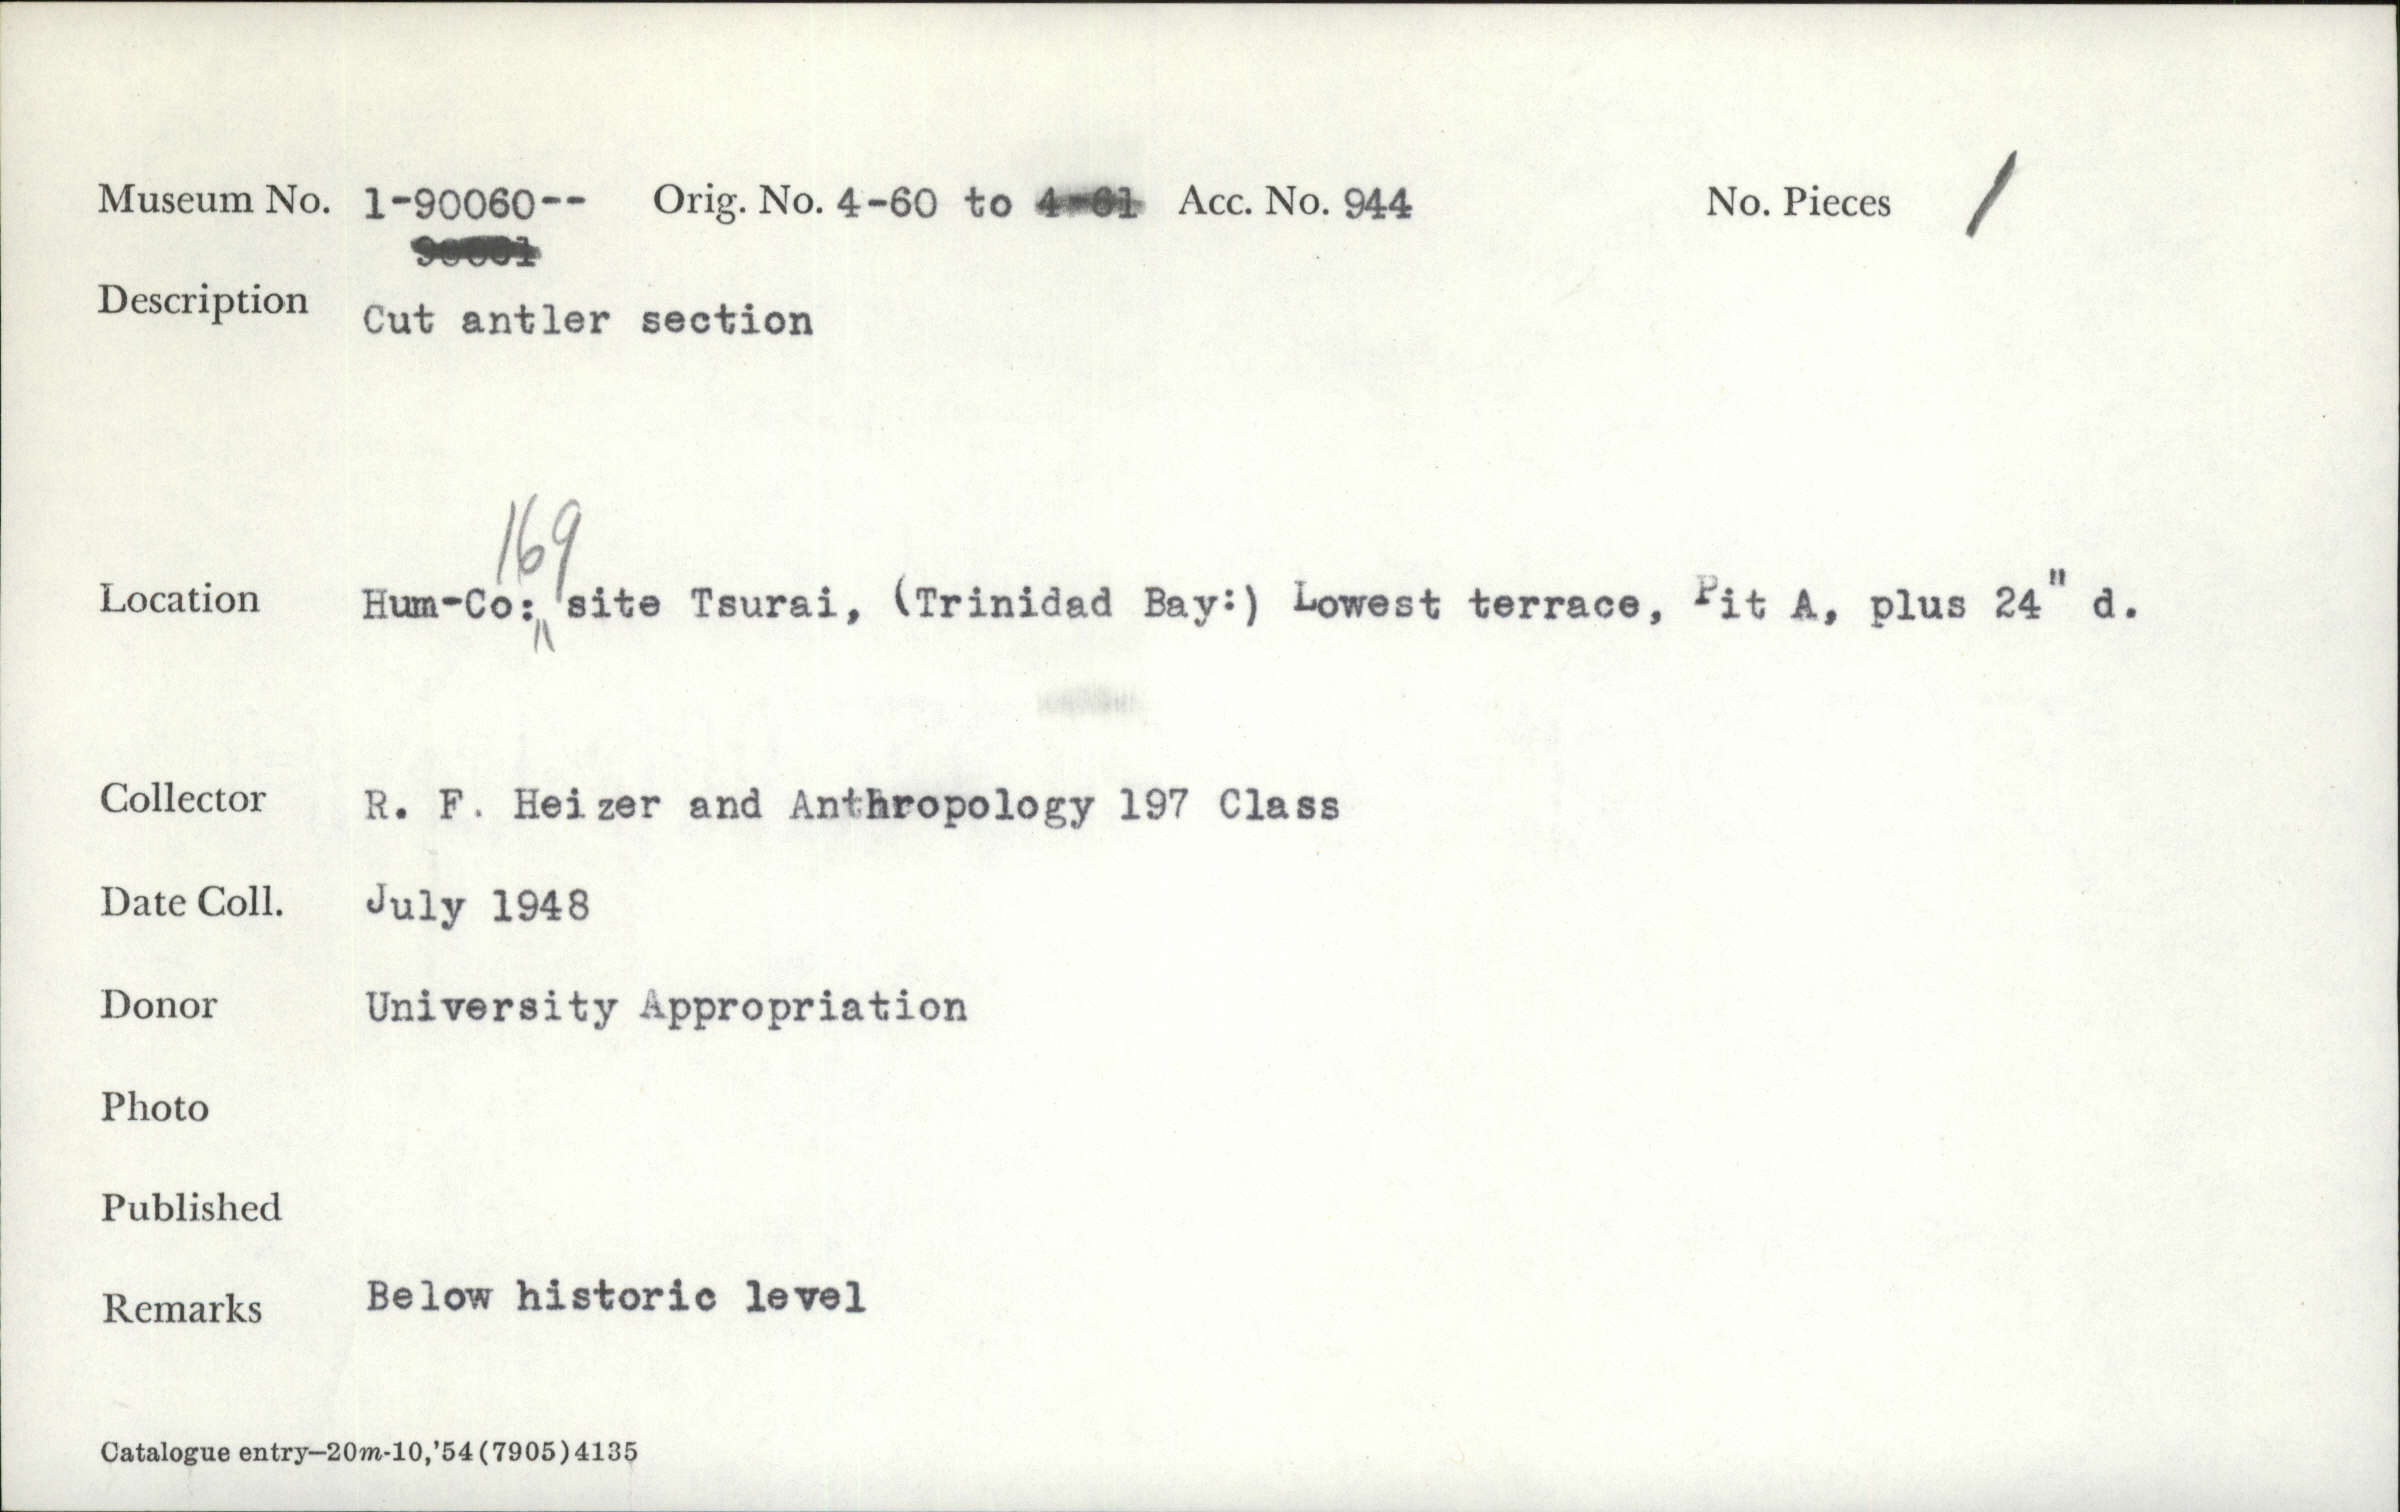 Museum No. 1-90060-- Orig. No. 4-60 to 4-61 Acc. No. 944 No. Pieces 1
Description Cut antler section
169
Location Hum-Co: site Tsurai, (Trinidad Bay:) Lowest terrace, Pit A, plus 24" d.
Collector R. F. Heizer and Anthropology 197 Class
Date Coll. July 1948
Donor University Appropriation
Photo
Published
Remarks Below historic level
Catalogue entry—20m-10,'54(7905)4135